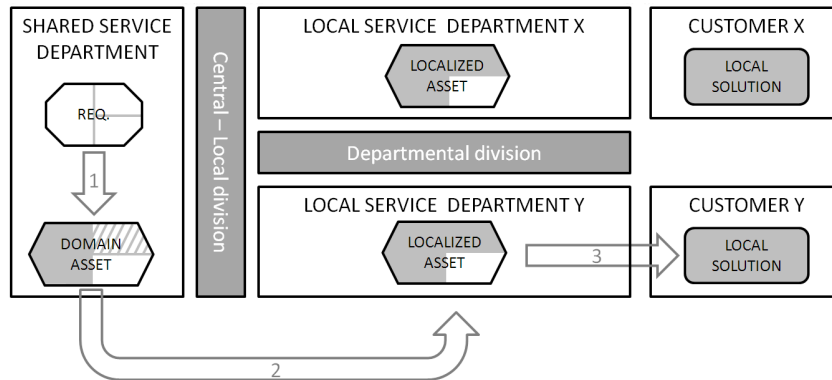 SHARED SERVICE
DEPARTMENT
REQ.
1
DOMAIN
ASSET
Central – Local division
LOCAL SERVICE DEPARTMENT X
LOCALIZED
ASSET
CUSTOMER X
LOCAL
SOLUTION
Departmental division
LOCAL SERVICE DEPARTMENT Y
LOCALIZED
ASSET
3
CUSTOMER Y
LOCAL
SOLUTION
2